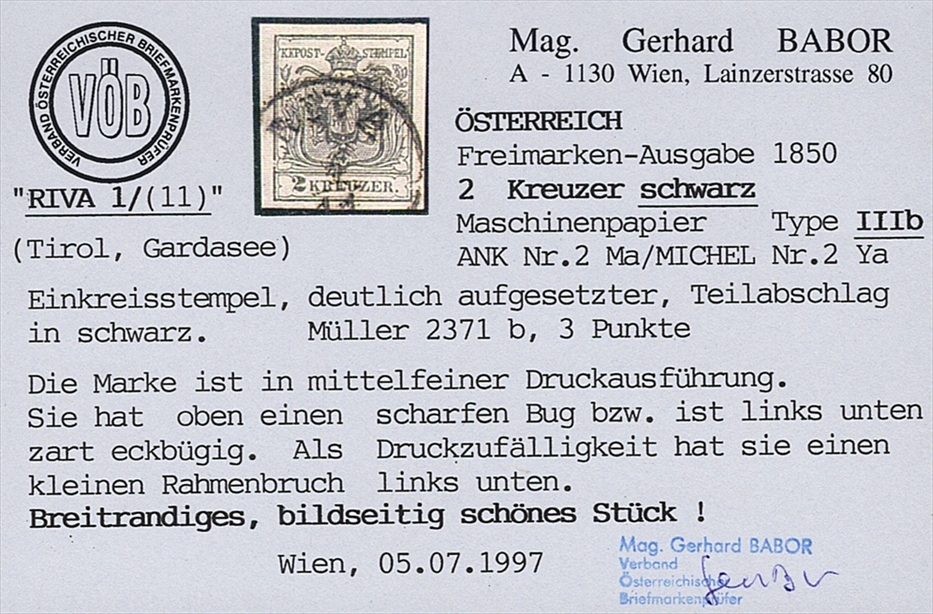 VERBAND ÖSTERREICHISCHER BRIEFMARKENPRÜFER
VÖB
KKPOST-STEMPEL
2 KREUZER.
Mag. Gerhard BABOR
A - 1130 Wien, Lainzerstrasse 80
"RIVA 1/(11)"
(Tirol, Gardasee)
ÖSTERREICH
Freimarken-Ausgabe 1850
2 Kreuzer schwarz
Maschinenpapier Type IIIb
ANK Nr.2 Ma/MICHEL Nr.2 Ya
Einkreisstempel, deutlich aufgesetzter, Teilabschlag
in schwarz. Müller 2371 b, 3 Punkte
Die Marke ist in mittelfeiner Druckausführung.
Sie hat oben einen scharfen Bug bzw. ist links unten
zart eckbügig. Als Druckzufälligkeit hat sie einen
kleinen Rahmenbruch links unten.
Breitrandiges, bildseitig schönes Stück !
Wien, 05.07.1997
Mag. Gerhard BABOR
Verband
Österreichischer
Briefmarkenprüfer